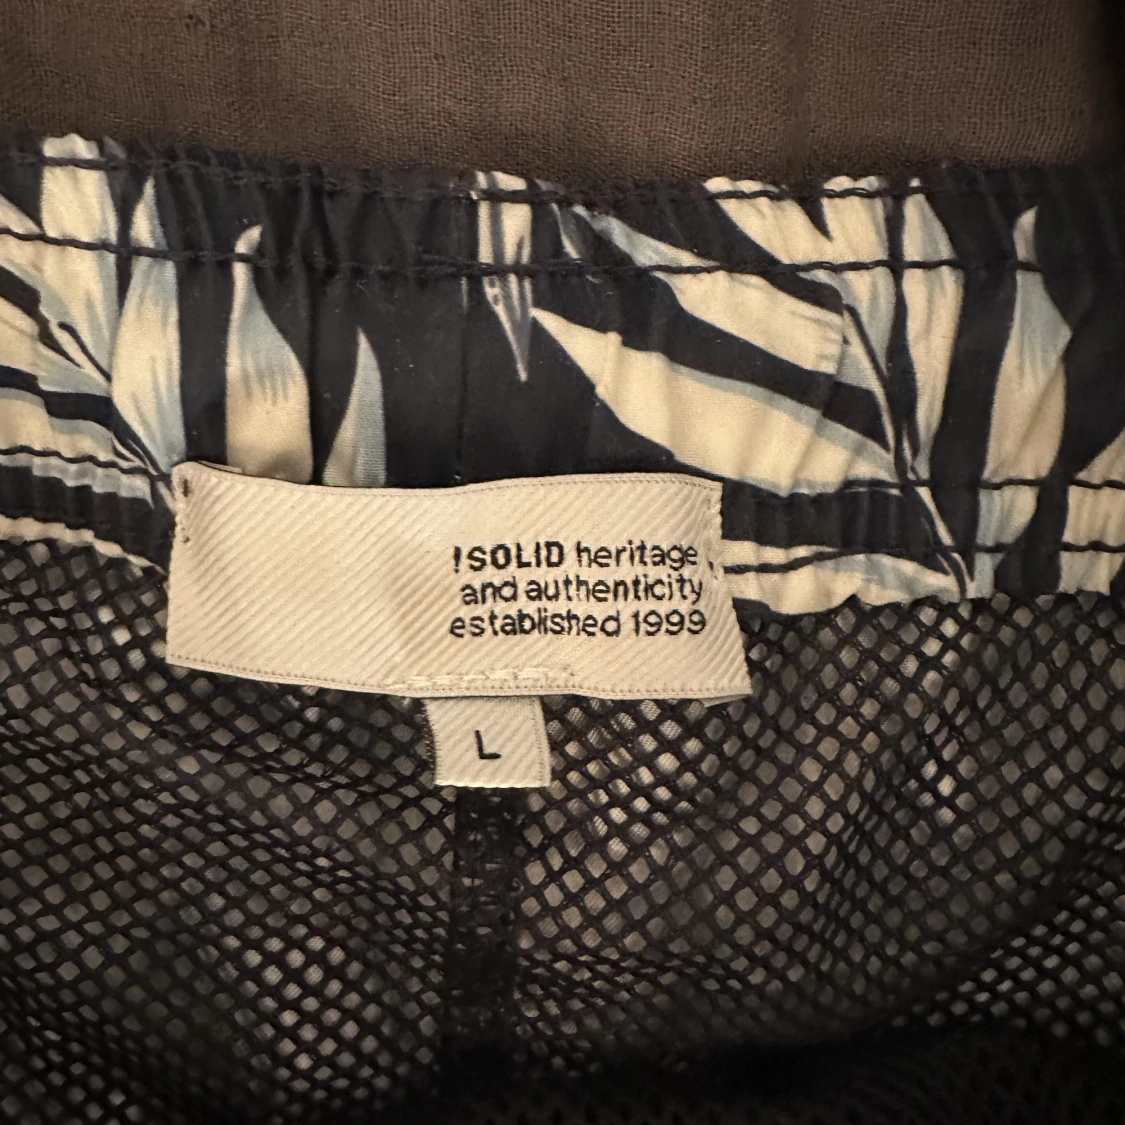 !SOLID heritage
and authenticity
established 1999
L